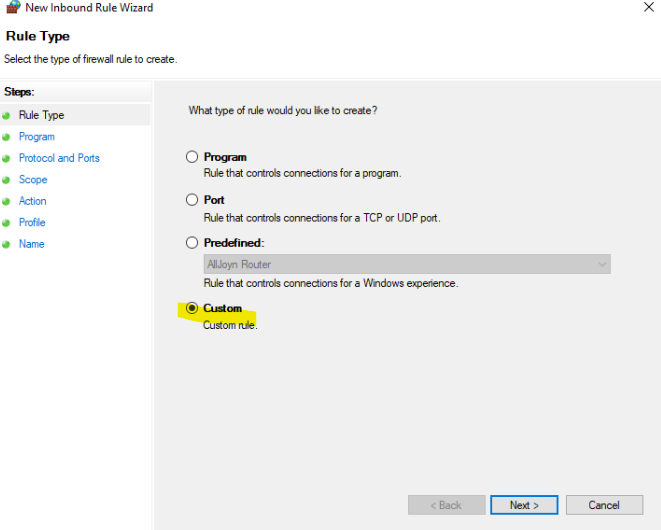 New Inbound Rule Wizard
Rule Type
Select the type of firewall rule to create.
Steps:
Rule Type
Program
Protocol and Ports
Scope
Action
Profile
Name
What type of rule would you like to create?
Program
Rule that controls connections for a program.
Port
Rule that controls connections for a TCP or UDP port.
Predefined:
AllJoyn Router
Rule that controls connections for a Windows experience.
Custom
Custom rule.
< Back
Next >
Cancel